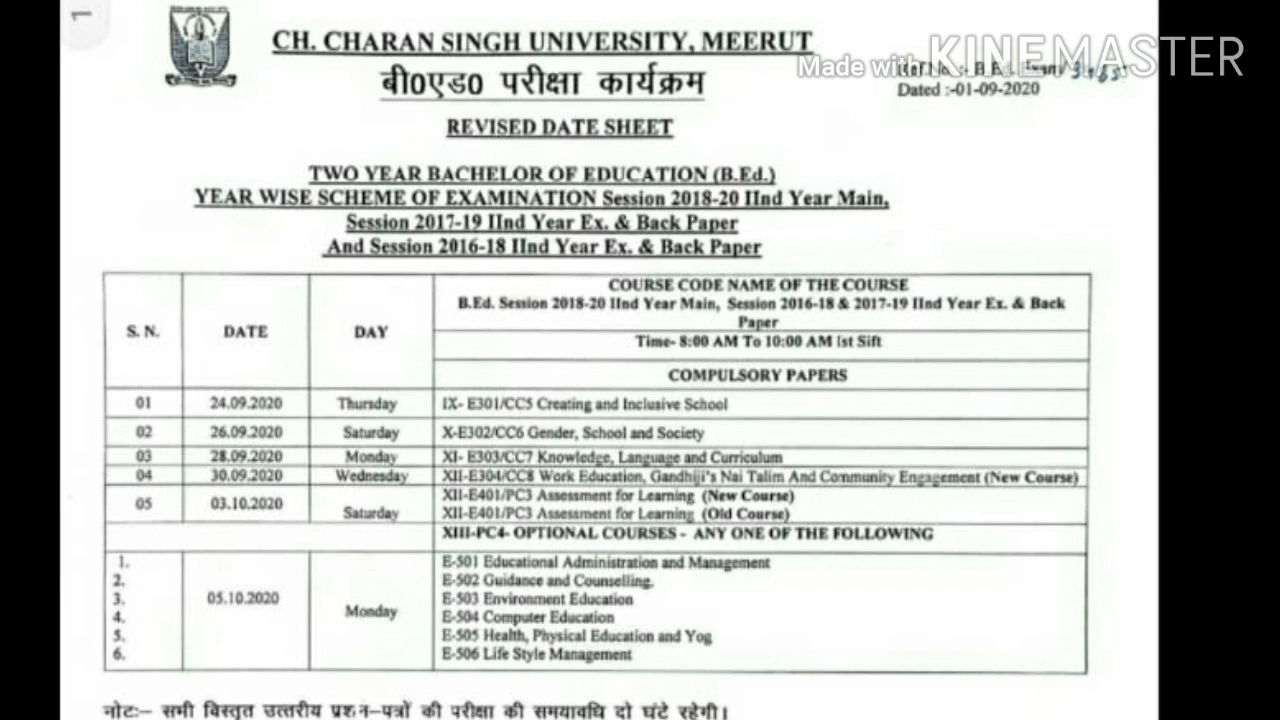 1
CH. CHARAN SINGH UNIVERSITY, MEERUT
Made with KINEMASTER
बी0एड0 परीक्षा कार्यक्रम
Dated :-01-09-2020
REVISED DATE SHEET
TWO YEAR BACHELOR OF EDUCATION (B.Ed.)
YEAR WISE SCHEME OF EXAMINATION Session 2018-20 IInd Year Main,
Session 2017-19 IInd Year Ex. & Back Paper
And Session 2016-18 IInd Year Ex. & Back Paper
S. N. DATE DAY COURSE CODE NAME OF THE COURSE
B.Ed. Session 2018-20 IInd Year Main, Session 2016-18 & 2017-19 IInd Year Ex. & Back
Paper
Time- 8:00 AM To 10:00 AM Ist Sift
COMPULSORY PAPERS
01 24.09.2020 Thursday IX- E301/CC5 Creating and Inclusive School
02 26.09.2020 Saturday X-E302/CC6 Gender, School and Society
03 28.09.2020 Monday XI- E303/CC7 Knowledge, Language and Curriculum
04 30.09.2020 Wednesday XII-E304/CC8 Work Education, Gandhiji's Nai Talim And Community Engagement (New Course)
05 03.10.2020 Saturday XII-E401/PC3 Assessment for Learning (New Course)
XII-E401/PC3 Assessment for Learning (Old Course)
XIII-PC4- OPTIONAL COURSES - ANY ONE OF THE FOLLOWING
1. E-501 Educational Administration and Management
2. E-502 Guidance and Counselling.
3. 05.10.2020 Monday E-503 Environment Education
4. E-504 Computer Education
5. E-505 Health, Physical Education and Yog
6. E-506 Life Style Management
नोटः– सभी विस्तृत उत्तरीय प्रश्न–पत्रों की परीक्षा की समयावधि दो घंटे रहेगी।